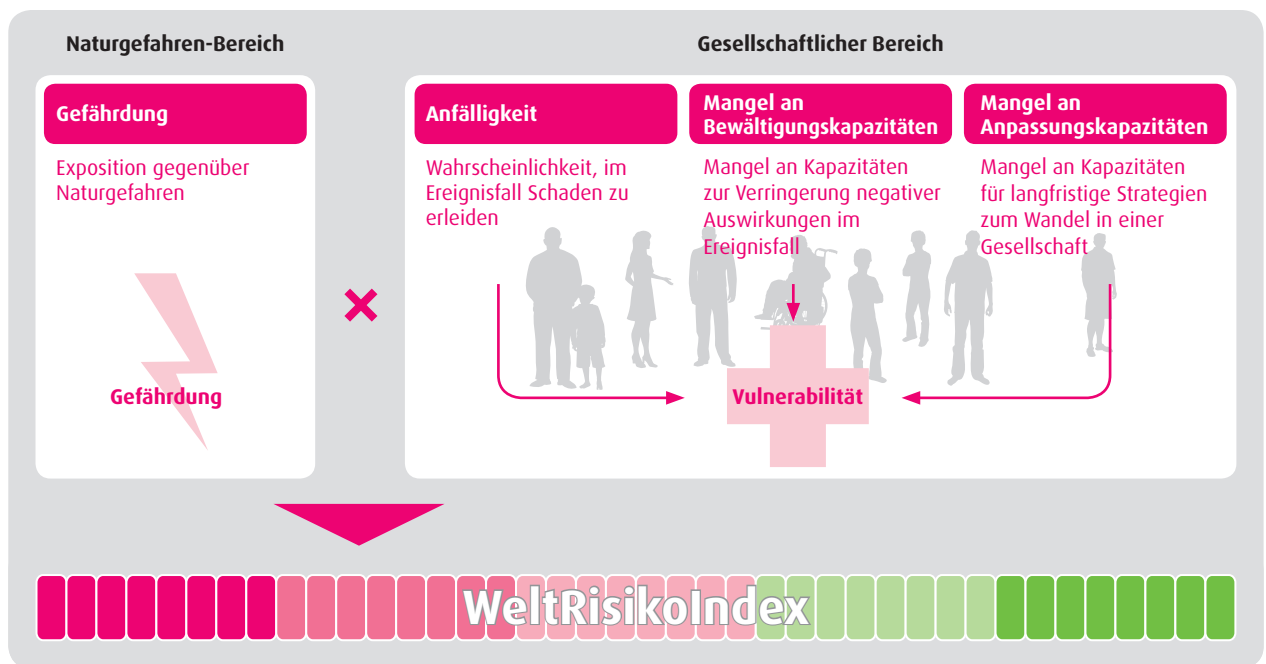 Naturgefahren-Bereich
Gesellschaftlicher Bereich
Gefährdung
Exposition gegenüber
Naturgefahren
Gefährdung
×
Anfälligkeit
Wahrscheinlichkeit, im
Ereignisfall Schaden zu
erleiden
Mangel an
Bewältigungskapazitäten
Mangel an Kapazitäten
zur Verringerung negativer
Auswirkungen im
Ereignisfall
Mangel an
Anpassungskapazitäten
Mangel an Kapazitäten
für langfristige Strategien
zum Wandel in einer
Gesellschaft
Vulnerabilität
WeltRisikoIndex